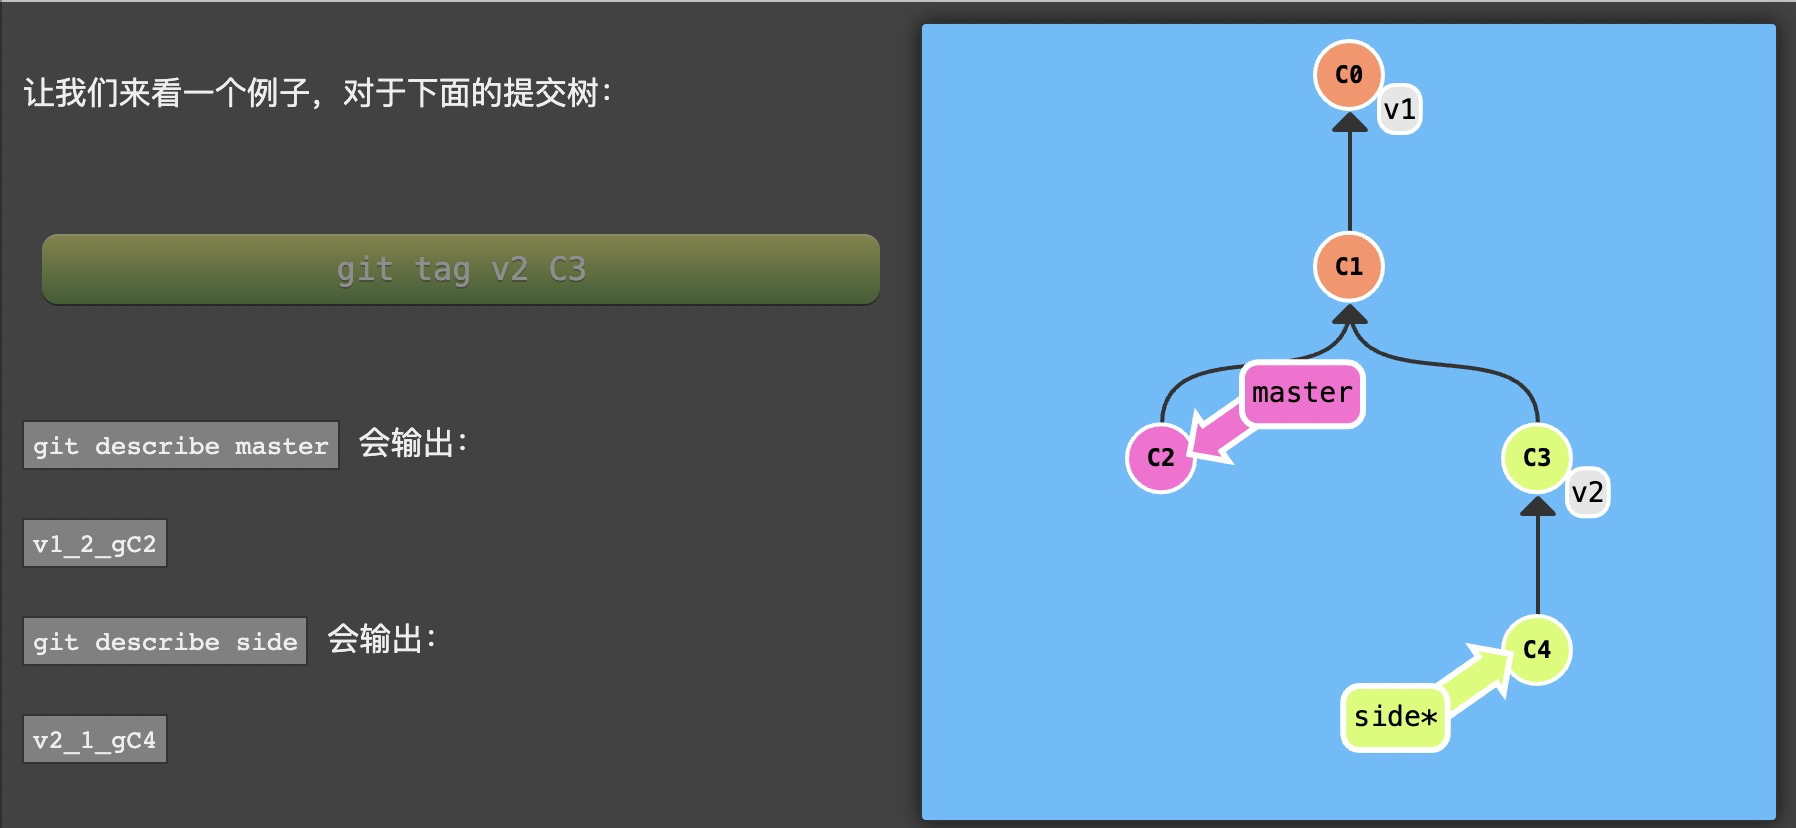 让我们来看一个例子，对于下面的提交树：
git tag v2 C3
git describe master 会输出：
v1_2_gC2
git describe side 会输出：
v2_1_gC4
C0
v1
C1
master
C2
C3
v2
C4
side*